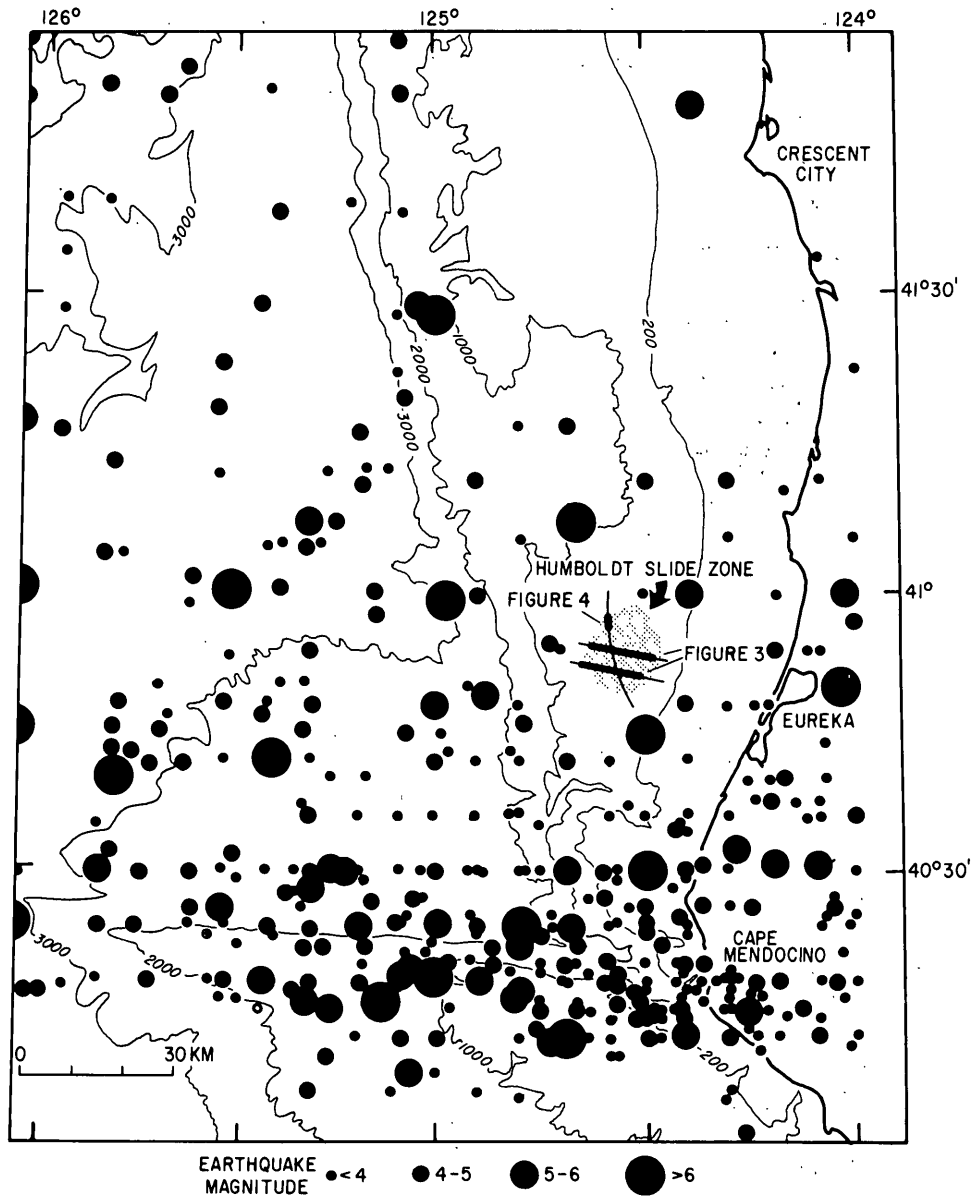 126° 125° 124°
CRESCENT
CITY
3000
41°30'
200
1000
2000
3000
HUMBOLDT SLIDE ZONE
41°
FIGURE 4
FIGURE 3
EUREKA
40°30'
CAPE
MENDOCINO
3000
2000
1000
200
0 30 KM
EARTHQUAKE
MAGNITUDE
<4 4-5 5-6 >6